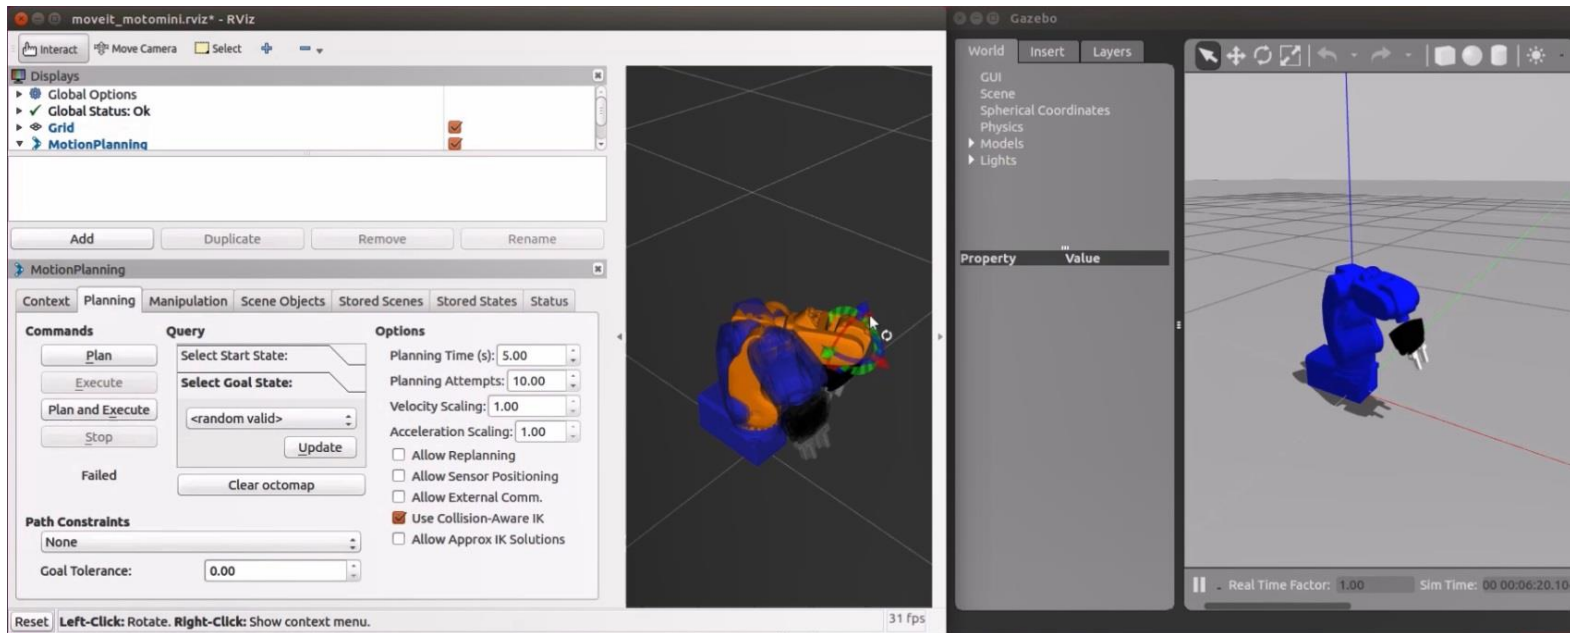 moveit_motomini.rviz* - RViz
Interact Move Camera Select
Displays
Global Options
Global Status: Ok
Grid
MotionPlanning
Add Duplicate Remove Rename
MotionPlanning
Context Planning Manipulation Scene Objects Stored Scenes Stored States Status
Commands Query Options
Plan Select Start State: Planning Time (s): 5.00
Execute Select Goal State: Planning Attempts: 10.00
Plan and Execute <random valid> Velocity Scaling: 1.00
Stop Update Acceleration Scaling: 1.00
Allow Replanning
Failed Clear octomap Allow Sensor Positioning
Allow External Comm.
Path Constraints Use Collision-Aware IK
None Allow Approx IK Solutions
Goal Tolerance: 0.00
Reset Left-Click: Rotate. Right-Click: Show context menu. 31 fps
Gazebo
World Insert Layers
GUI
Scene
Spherical Coordinates
Physics
Models
Lights
Property Value
Real Time Factor: 1.00 Sim Time: 00 00:06:20.10